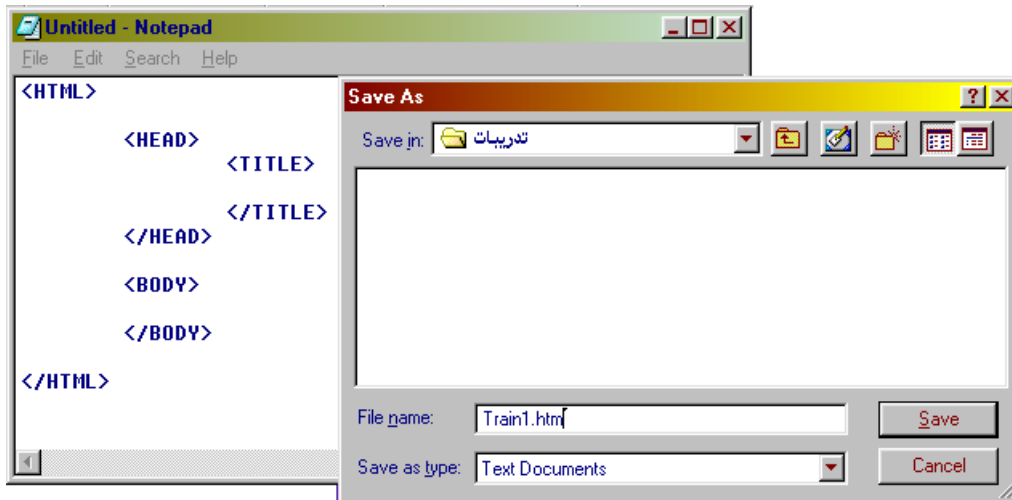 Untitled - Notepad
File Edit Search Help
<HTML>
<HEAD>
<TITLE>
</TITLE>
</HEAD>
<BODY>
</BODY>
</HTML>
Save As
Save in: تدريبات
File name: Train1.htm
Save
Save as type: Text Documents
Cancel